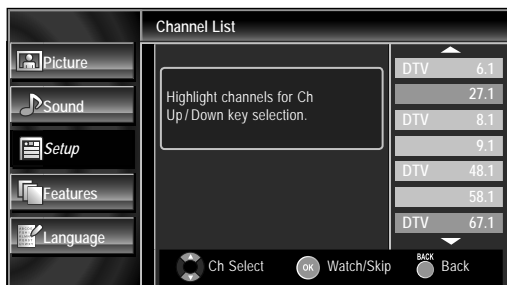 Channel List
Picture
Sound
Setup
Features
Language
Highlight channels for Ch
Up/Down key selection.
DTV 6.1
27.1
DTV 8.1
9.1
DTV 48.1
58.1
DTV 67.1
Ch Select
OK Watch/Skip
BACK Back